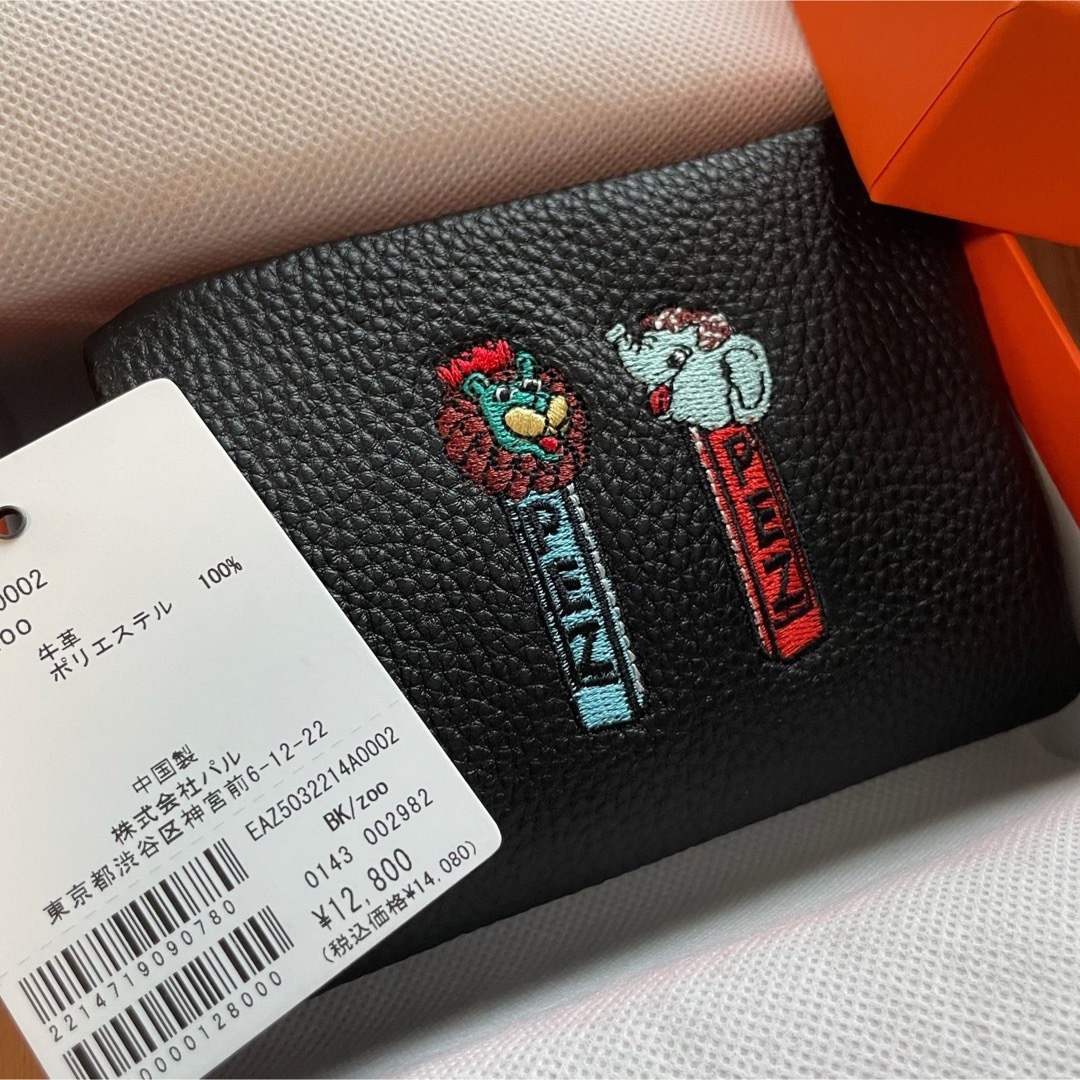 0002
zoo
牛革
ポリエステル 100%
中国製
株式会社パル
東京都渋谷区神宮前6-12-22
EAZ5032214A0002
BK/zoo
0143 002982
¥12,800
(税込価格¥14,080)
2214719090780
0000128000
PEZ
PEZ